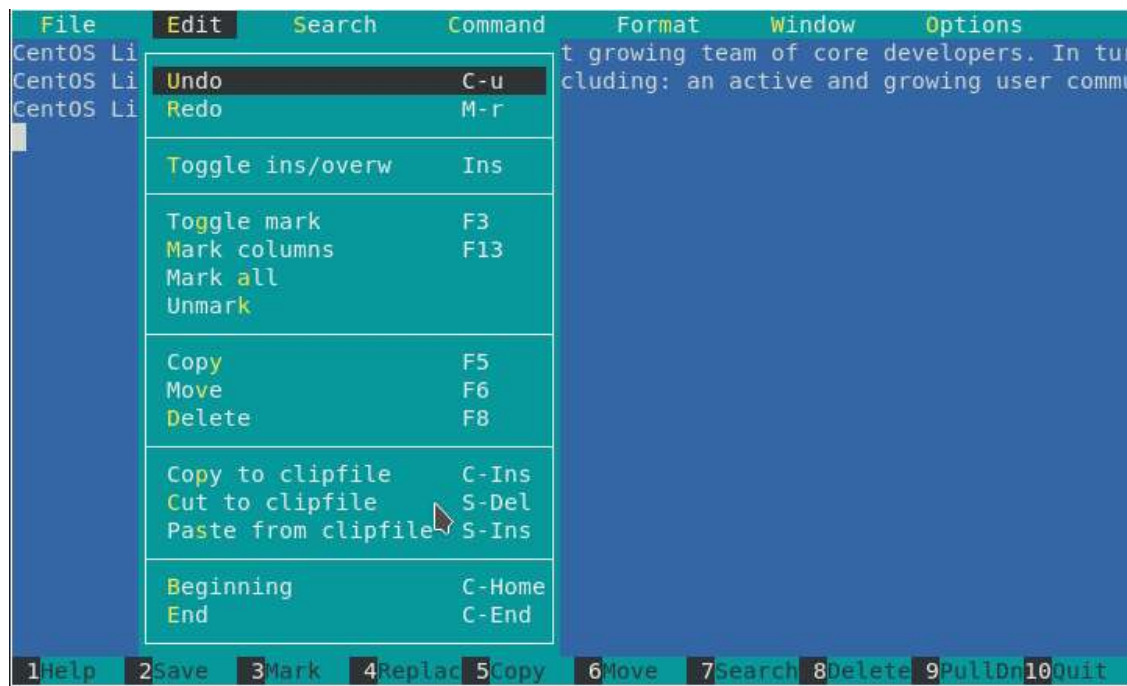 File Edit Search Command Format Window Options
CentOS Li t growing team of core developers. In tur
CentOS Li Undo C-u cluding: an active and growing user commu
CentOS Li Redo M-r
Toggle ins/overw Ins
Toggle mark F3
Mark columns F13
Mark all
Unmark
Copy F5
Move F6
Delete F8
Copy to clipfile C-Ins
Cut to clipfile S-Del
Paste from clipfile S-Ins
Beginning C-Home
End C-End
1Help 2Save 3Mark 4Replac 5Copy 6Move 7Search 8Delete 9PullDn 10Quit